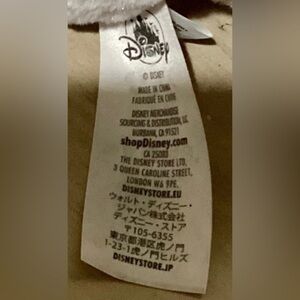 Disney
© DISNEY
MADE IN CHINA
FABRIQUÉ EN CHINE
DISNEY MERCHANDISE
SOURCING & DISTRIBUTION, LLC
BURBANK, CA 91521
shopDisney.com
CA 25083
THE DISNEY STORE LTD.
3 QUEEN CAROLINE STREET,
LONDON W6 9PE.
DISNEYSTORE.EU
ウォルト・ディズニー・
ジャパン株式会社
ディズニー・ストア
〒105-6355
東京都港区虎ノ門
1-23-1虎ノ門ヒルズ
DISNEYSTORE.JP